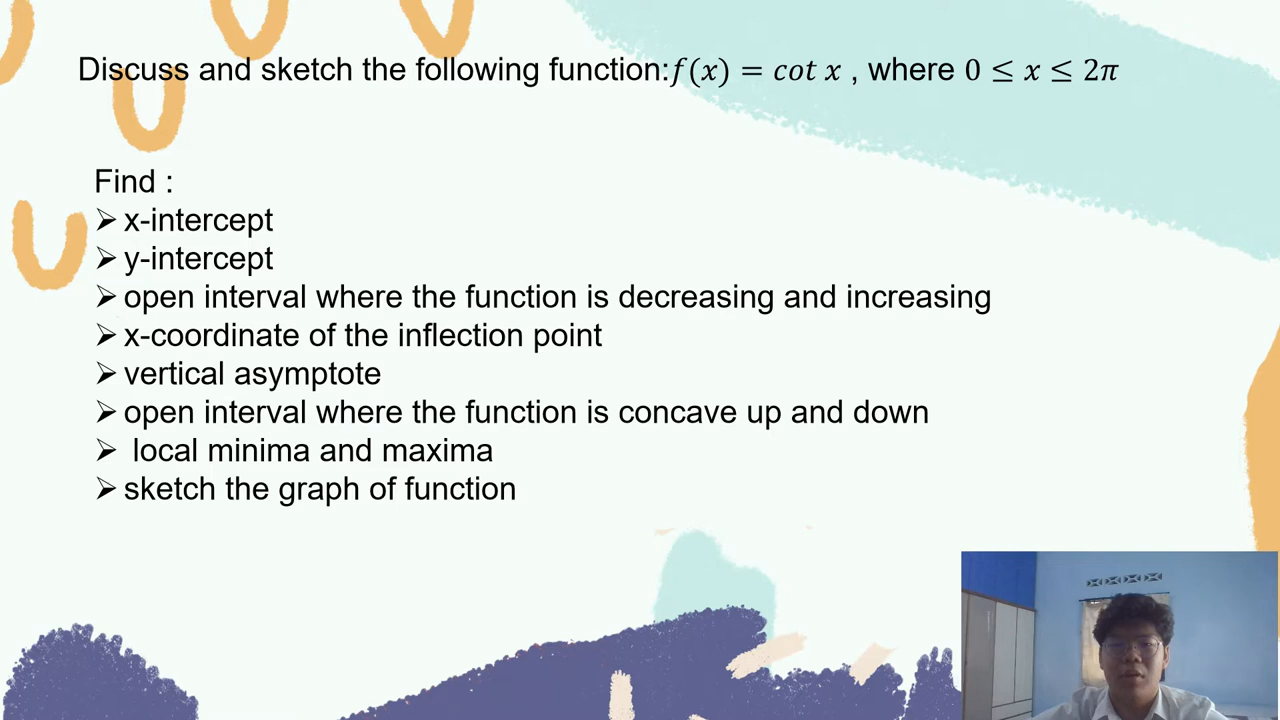 Discuss and sketch the following function:f(x) = cot x , where 0 ≤ x ≤ 2π
Find :
➢ x-intercept
➢ y-intercept
➢ open interval where the function is decreasing and increasing
➢ x-coordinate of the inflection point
➢ vertical asymptote
➢ open interval where the function is concave up and down
➢ local minima and maxima
➢ sketch the graph of function